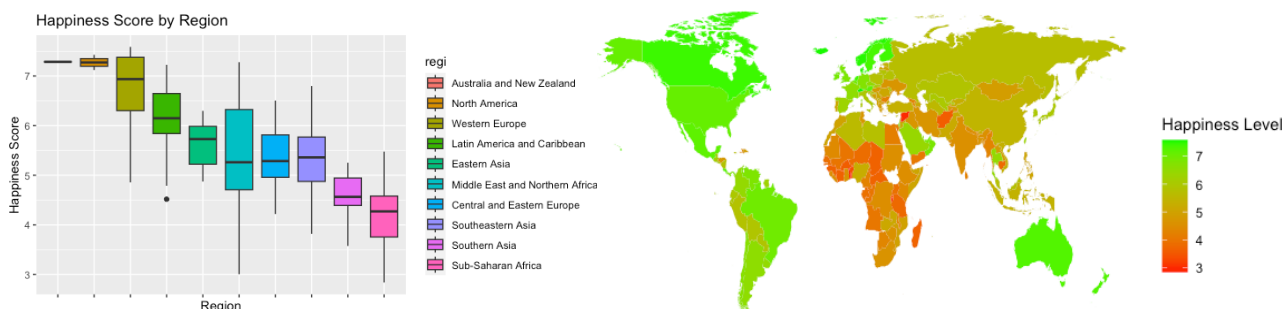 Happiness Score by Region
Happiness Score
7
6
5
4
3
Region
regi
Australia and New Zealand
North America
Western Europe
Latin America and Caribbean
Eastern Asia
Middle East and Northern Africa
Central and Eastern Europe
Southeastern Asia
Southern Asia
Sub-Saharan Africa
Happiness Level
7
6
5
4
3